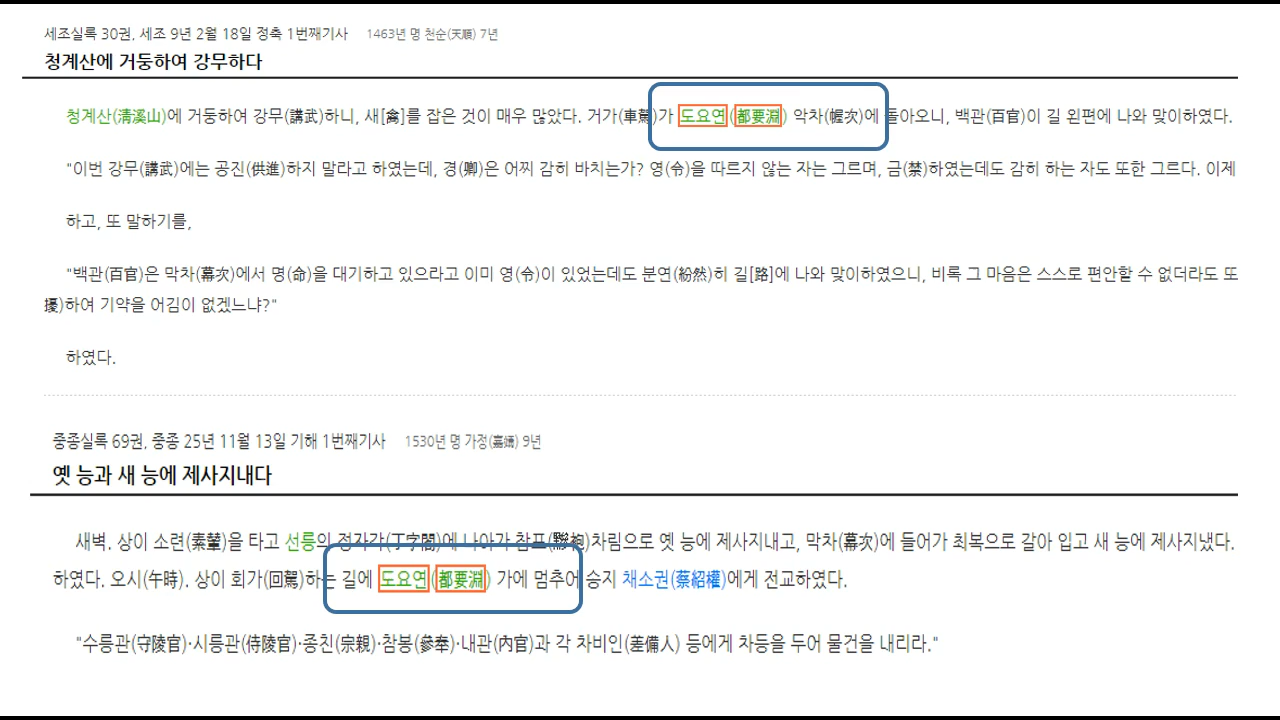 세조실록 30권, 세조 9년 2월 18일 정축 1번째기사 1463년 명 천순(天順) 7년
청계산에 거둥하여 강무하다
청계산(淸溪山)에 거둥하여 강무(講武)하니, 새[禽]를 잡은 것이 매우 많았다. 거가(車駕)가 도요연(都要淵) 악차(幄次)에 돌아오니, 백관(百官)이 길 왼편에 나와 맞이하였다.
"이번 강무(講武)에는 공진(供進)하지 말라고 하였는데, 경(卿)은 어찌 감히 바치는가? 영(令)을 따르지 않는 자는 그르며, 금(禁)하였는데도 감히 하는 자도 또한 그르다. 이제
하고, 또 말하기를,
"백관(百官)은 막차(幕次)에서 명(命)을 대기하고 있으라고 이미 영(令)이 있었는데도 분연(紛然)히 길[路]에 나와 맞이하였으니, 비록 그 마음은 스스로 편안할 수 없더라도 또
擾)하여 기약을 어김이 없겠느냐?"
하였다.
중종실록 69권, 중종 25년 11월 13일 기해 1번째기사 1530년 명 가정(嘉靖) 9년
옛 능과 새 능에 제사지내다
새벽. 상이 소련(素輦)을 타고 선릉의 정자각(丁字閣)에 나아가 참포(黲袍)차림으로 옛 능에 제사지내고, 막차(幕次)에 들어가 최복으로 갈아 입고 새 능에 제사지냈다.
하였다. 오시(午時). 상이 회가(回駕)하는 길에 도요연(都要淵) 가에 멈추어 승지 채소권(蔡紹權)에게 전교하였다.
"수릉관(守陵官)·시릉관(侍陵官)·종친(宗親)·참봉(參奉)·내관(內官)과 각 차비인(差備人) 등에게 차등을 두어 물건을 내리라."